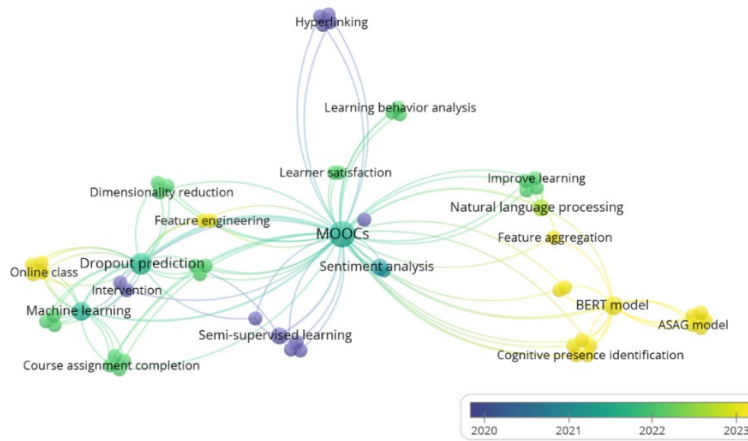 Hyperlinking
Learning behavior analysis
Learner satisfaction
Improve learning
Dimensionality reduction
Natural language processing
Feature engineering
MOOCs
Feature aggregation
Dropout prediction
Sentiment analysis
Online class
Intervention
BERT model
Machine learning
ASAG model
Semi-supervised learning
Cognitive presence identification
Course assignment completion
2020 2021 2022 2023